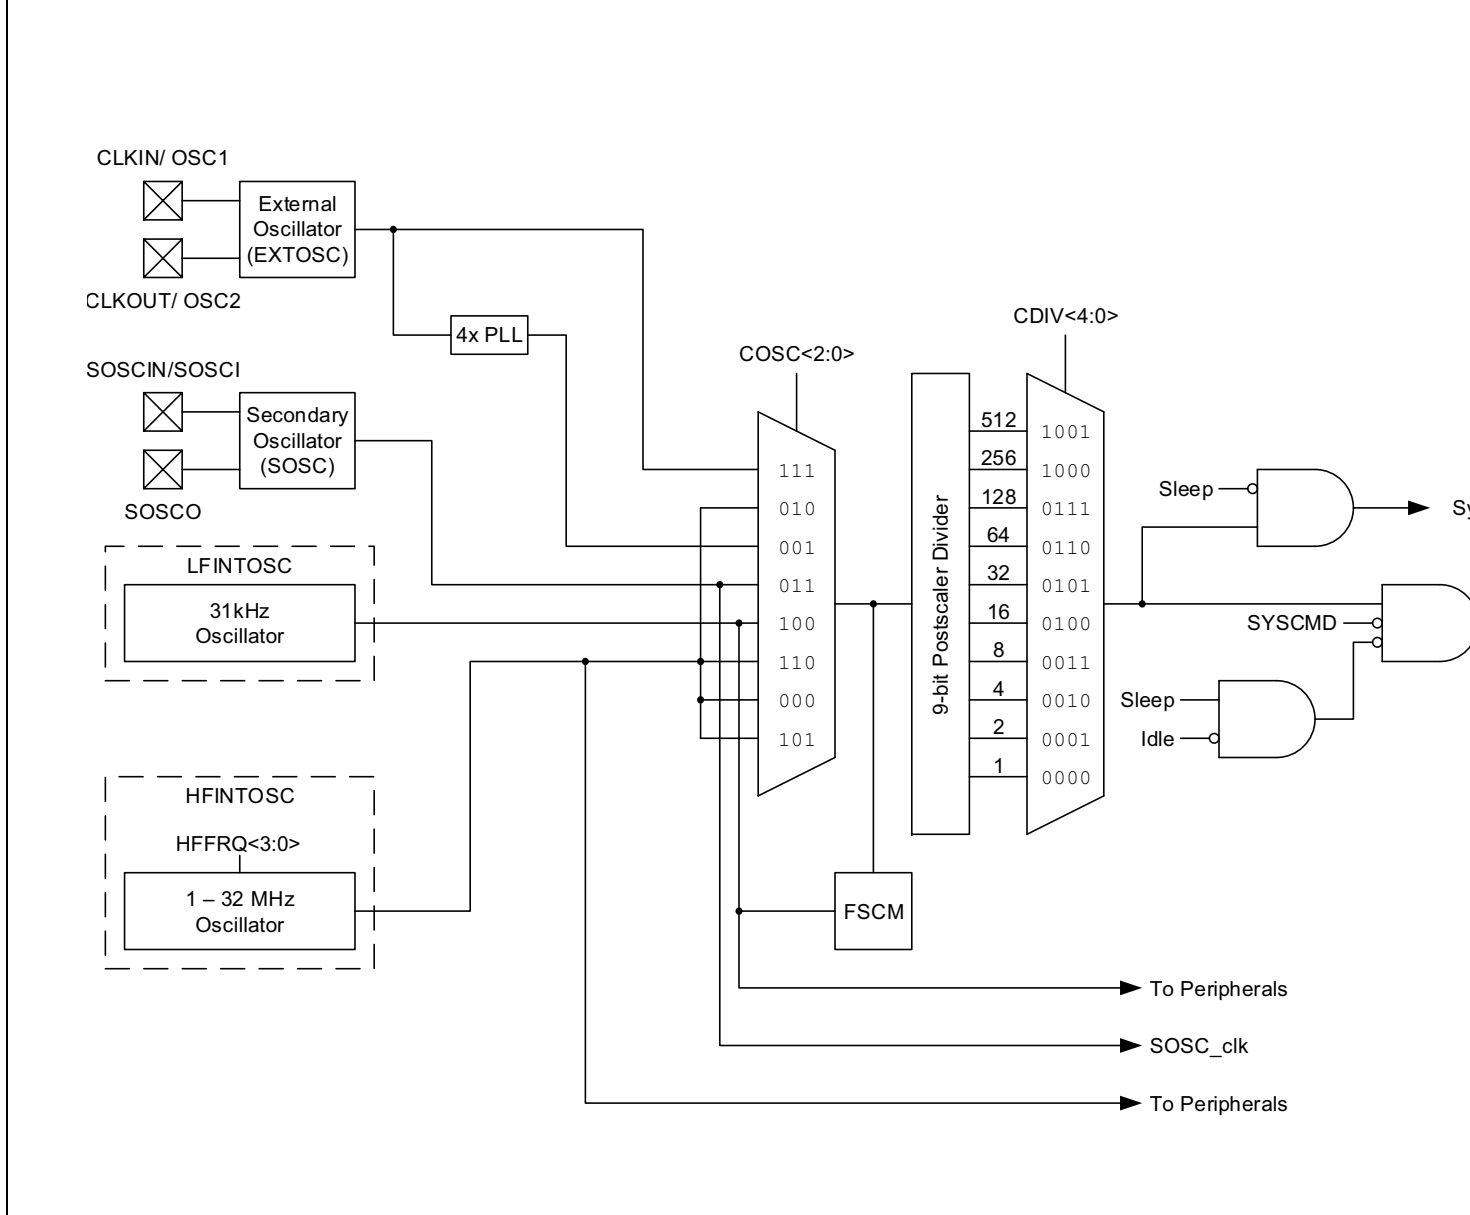 CLKIN/ OSC1
External
Oscillator
(EXTOSC)
CLKOUT/ OSC2
4x PLL
SOSCIN/SOSCI
Secondary
Oscillator
(SOSC)
SOSCO
LFINTOSC
31kHz
Oscillator
HFINTOSC
HFFRQ<3:0>
1 – 32 MHz
Oscillator
COSC<2:0>
111
010
001
011
100
110
000
101
FSCM
9-bit Postscaler Divider
CDIV<4:0>
512
1001
256
1000
128
0111
64
0110
32
0101
16
0100
8
0011
4
0010
2
0001
1
0000
Sleep
Sy
SYSCMD
Sleep
Idle
To Peripherals
SOSC_clk
To Peripherals